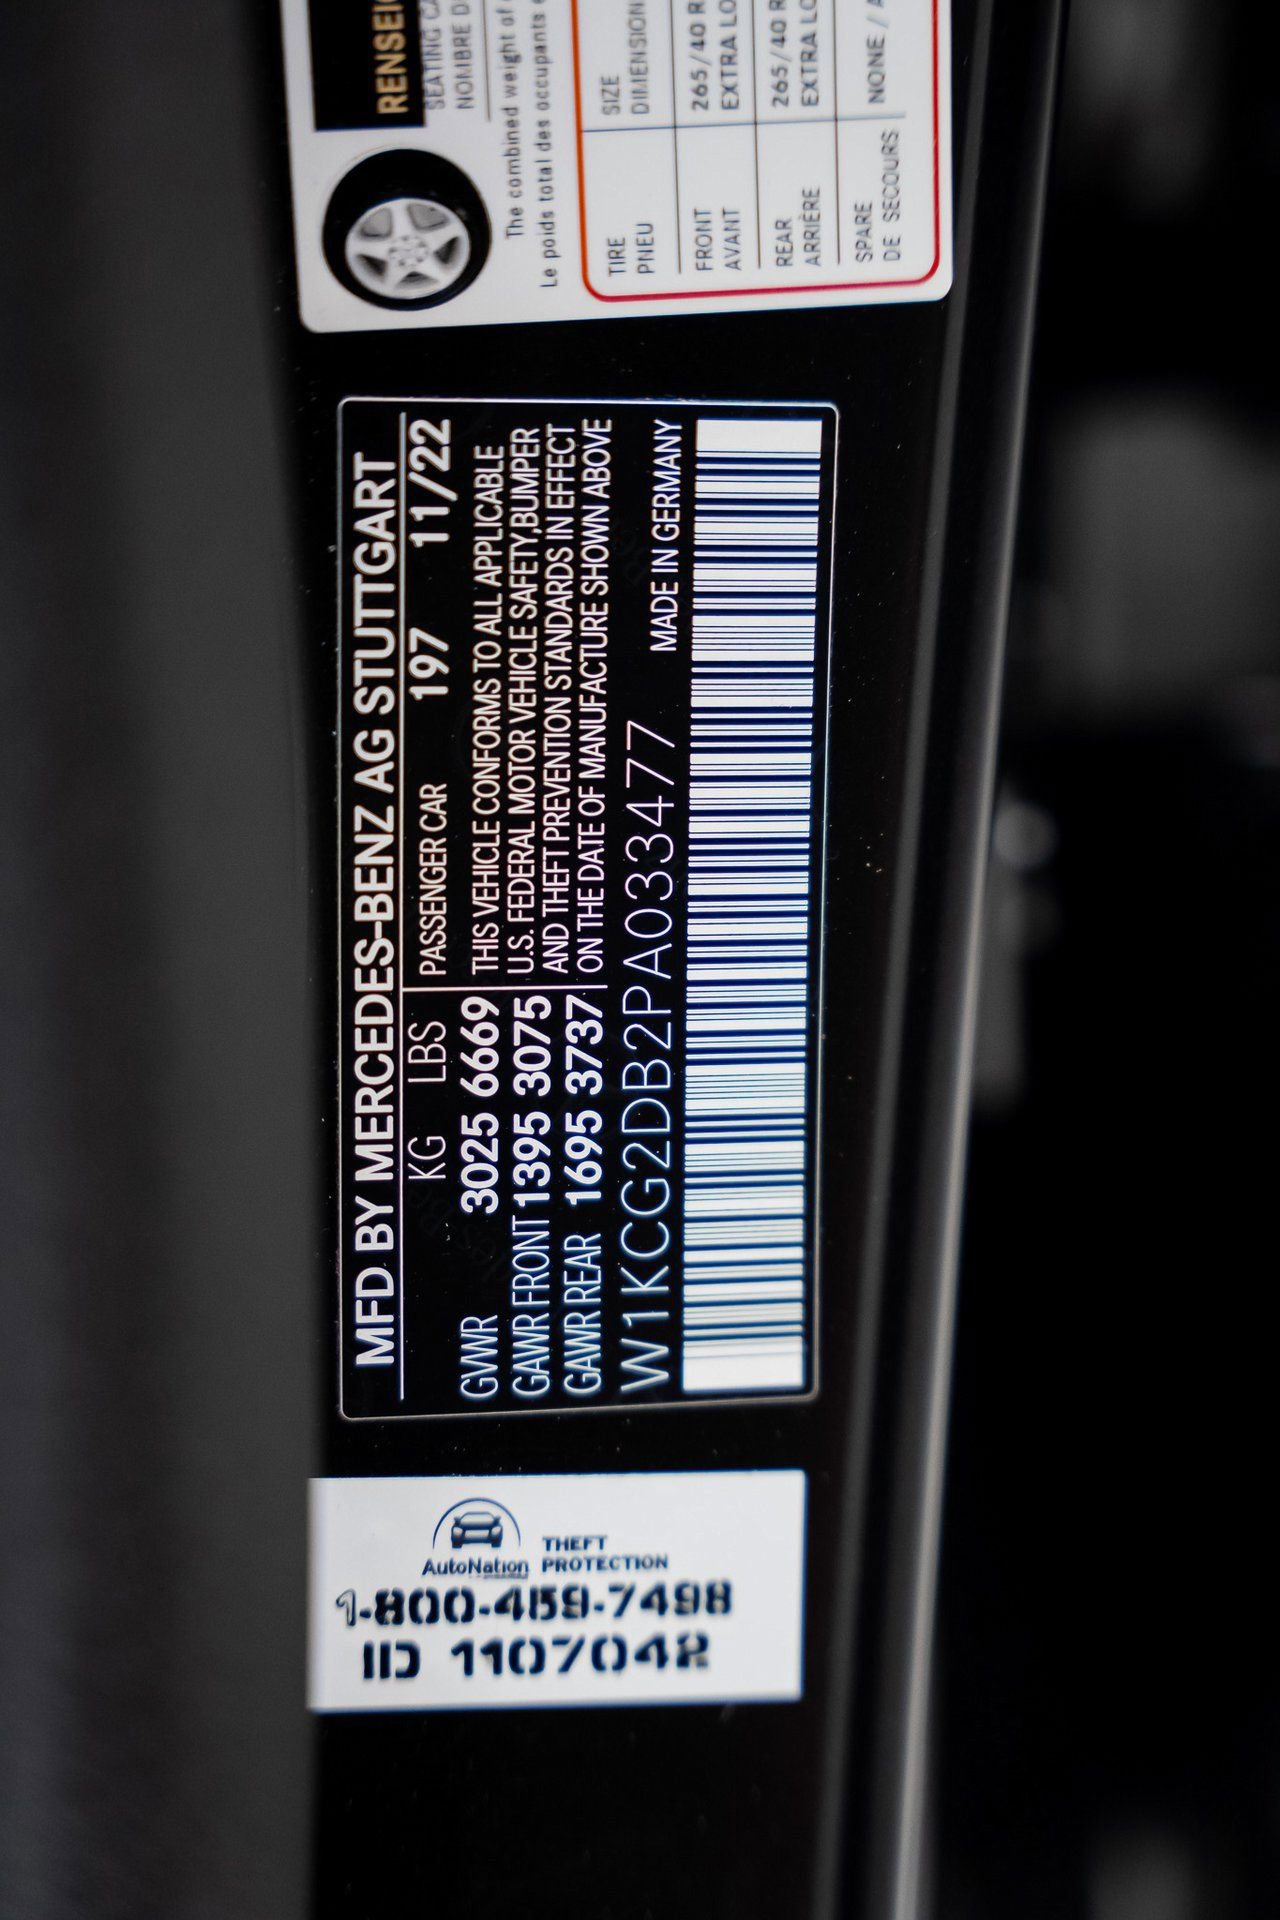 RENSEI
SEATING CA
NOMBRE D
The combined weight of
Le poids total des occupants
TIRE SIZE
PNEU DIMENSION
FRONT 265/40 R
AVANT EXTRA LO
REAR 265/40 R
ARRIÈRE EXTRA LO
SPARE NONE / A
DE SECOURS
MFD BY MERCEDES-BENZ AG STUTTGART
KG LBS PASSENGER CAR 197 11/22
GVWR 3025 6669 THIS VEHICLE CONFORMS TO ALL APPLICABLE
GAWR FRONT 1395 3075 U.S. FEDERAL MOTOR VEHICLE SAFETY,BUMPER
AND THEFT PREVENTION STANDARDS IN EFFECT
GAWR REAR 1695 3737 ON THE DATE OF MANUFACTURE SHOWN ABOVE
W1KCG2DB2PA033477 MADE IN GERMANY
AutoNation THEFT PROTECTION
1-800-459-7498
ID 1107042